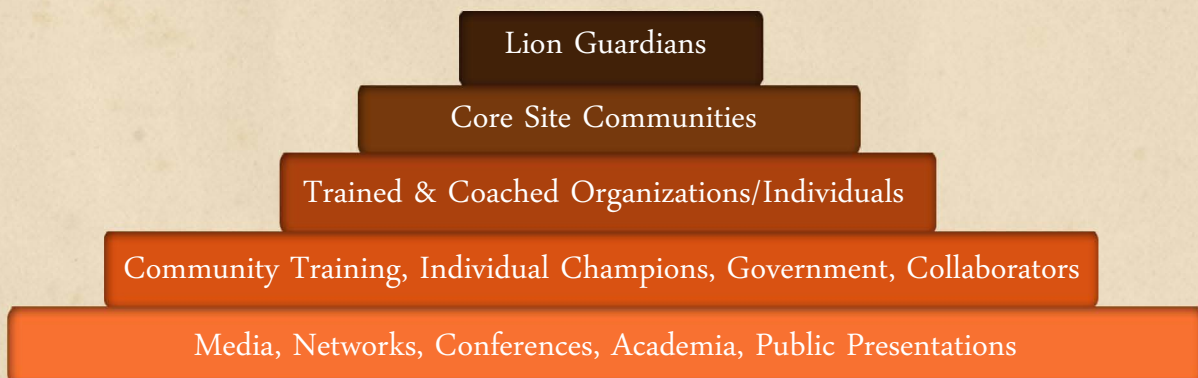 Lion Guardians
Core Site Communities
Trained & Coached Organizations/Individuals
Community Training, Individual Champions, Government, Collaborators
Media, Networks, Conferences, Academia, Public Presentations